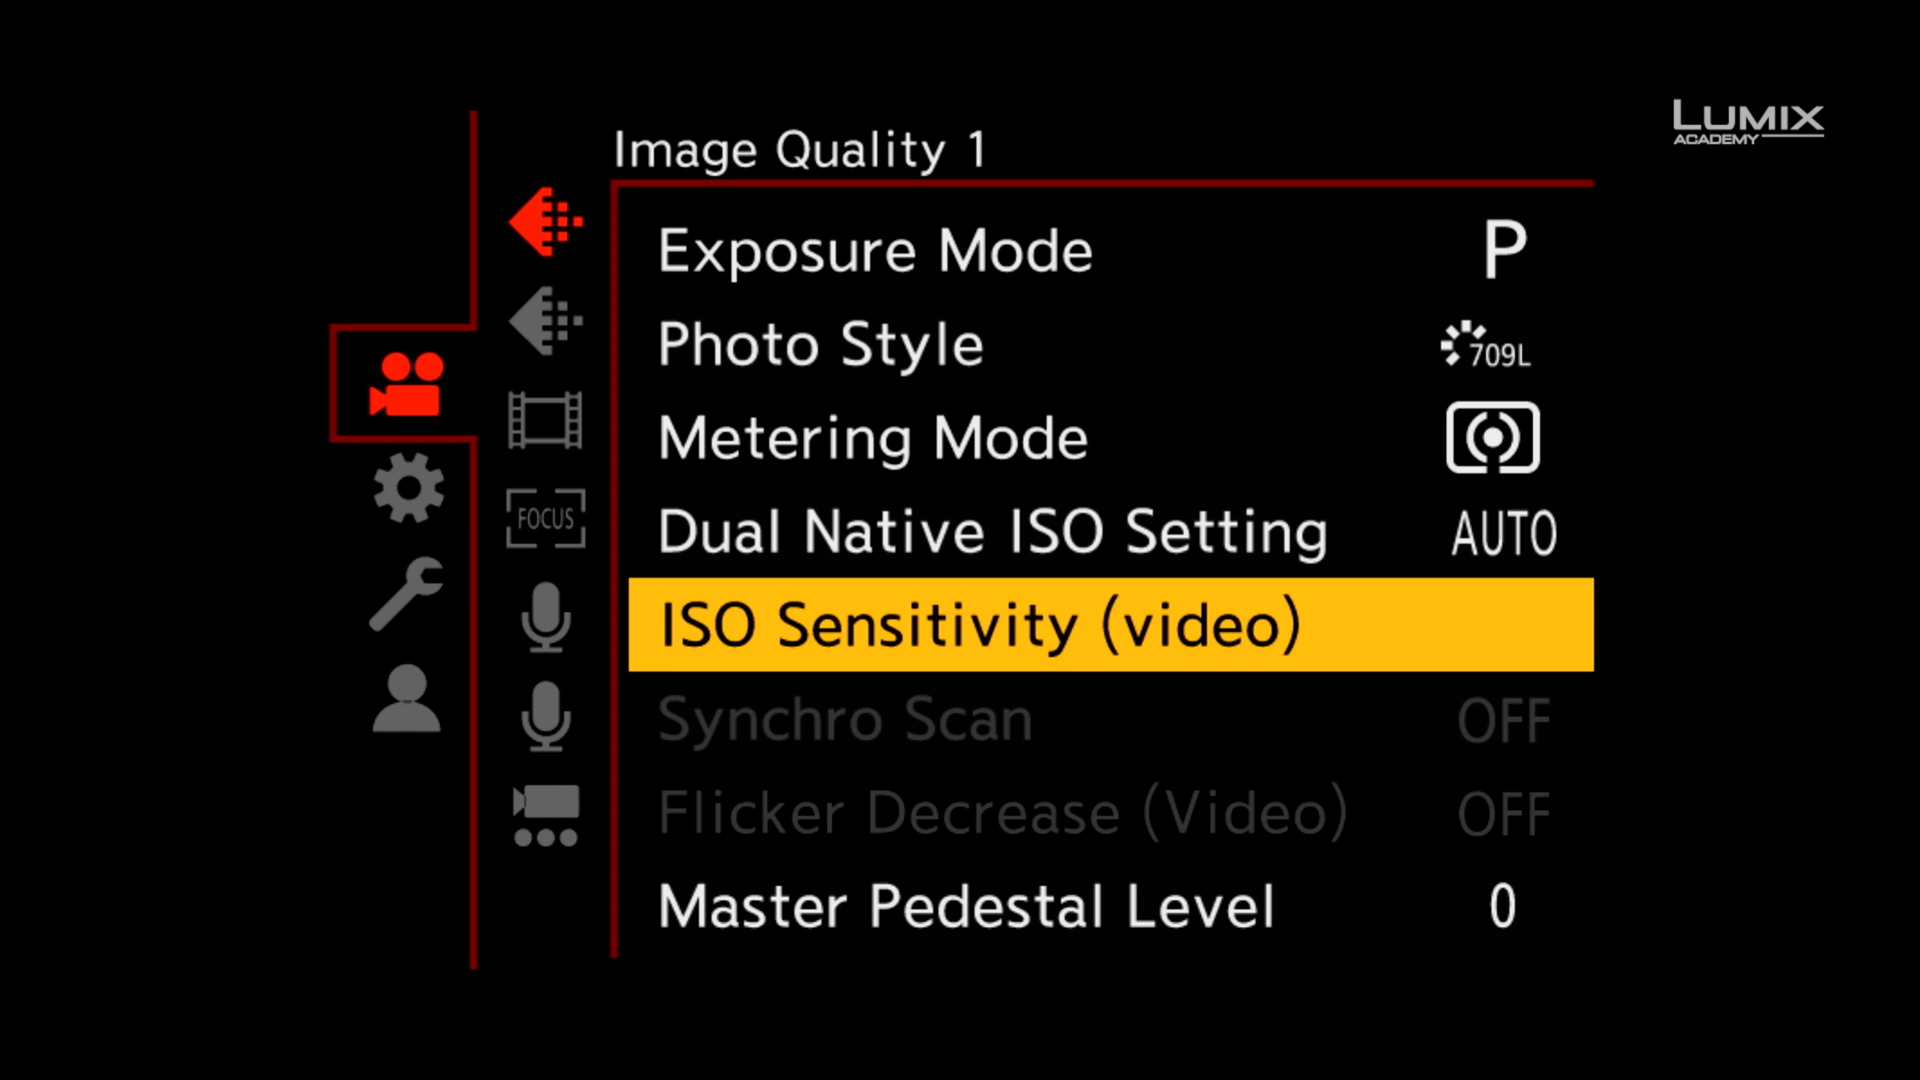 LUMIX
ACADEMY
Image Quality 1
Exposure Mode P
Photo Style 709L
Metering Mode
Dual Native ISO Setting AUTO
ISO Sensitivity (video)
FOCUS
Synchro Scan OFF
Flicker Decrease (Video) OFF
Master Pedestal Level 0